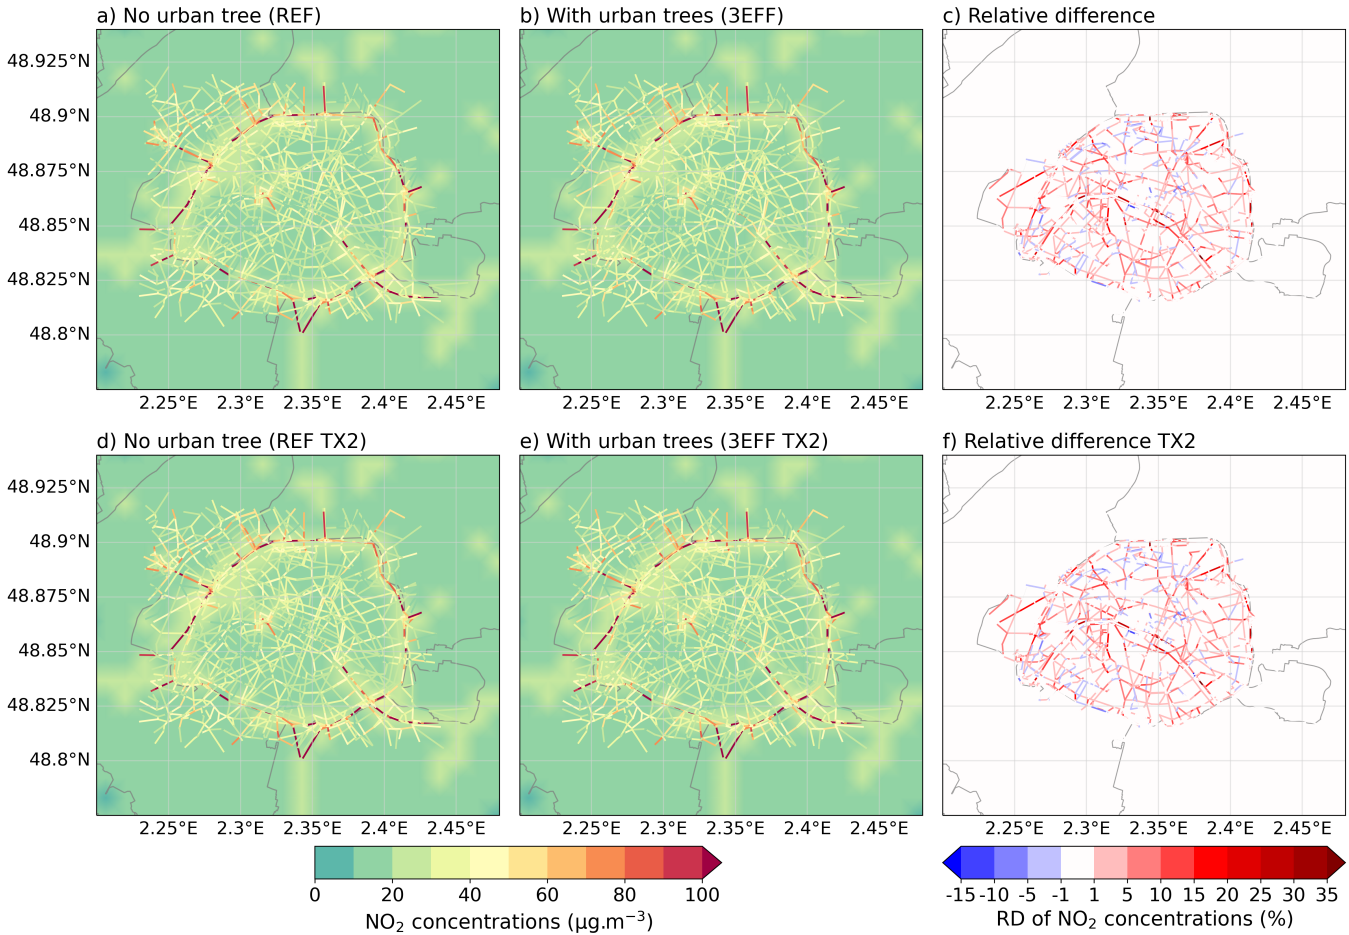 a) No urban tree (REF)
b) With urban trees (3EFF)
c) Relative difference
48.925°N
48.9°N
48.875°N
48.85°N
48.825°N
48.8°N
2.25°E 2.3°E 2.35°E 2.4°E 2.45°E
2.25°E 2.3°E 2.35°E 2.4°E 2.45°E
2.25°E 2.3°E 2.35°E 2.4°E 2.45°E
d) No urban tree (REF TX2)
e) With urban trees (3EFF TX2)
f) Relative difference TX2
48.925°N
48.9°N
48.875°N
48.85°N
48.825°N
48.8°N
2.25°E 2.3°E 2.35°E 2.4°E 2.45°E
2.25°E 2.3°E 2.35°E 2.4°E 2.45°E
2.25°E 2.3°E 2.35°E 2.4°E 2.45°E
0 20 40 60 80 100
NO₂ concentrations (μg.m⁻³)
-15 -10 -5 -1 1 5 10 15 20 25 30 35
RD of NO₂ concentrations (%)